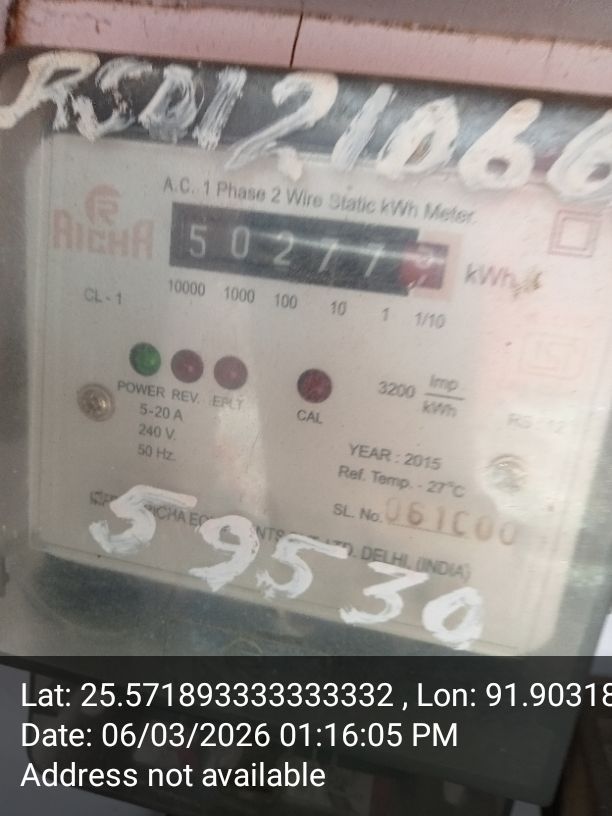 RSD121066
A.C. 1 Phase 2 Wire Static kWh Meter.
RICHA
50277
kWh
CL - 1
10000 1000 100 10 1 1/10
POWER REV. EPLT
CAL
3200 Imp
kWh
5-20 A
240 V.
50 Hz.
YEAR : 2015
Ref. Temp. - 27°C
SL. No.
DELHI, (INDIA)
59530
Lat: 25.571893333333332 , Lon: 91.90318
Date: 06/03/2026 01:16:05 PM
Address not available